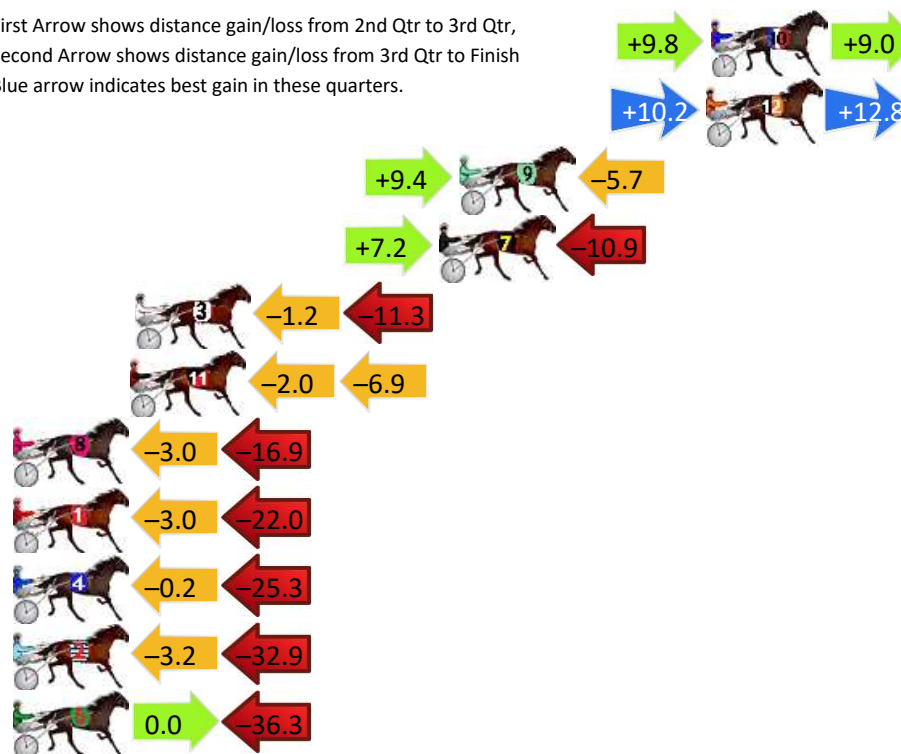 irst Arrow shows distance gain/loss from 2nd Qtr to 3rd Qtr,
econd Arrow shows distance gain/loss from 3rd Qtr to Finish
lue arrow indicates best gain in these quarters.
+9.8 10 +9.0
+10.2 12 +12.8
+9.4 9 –5.7
+7.2 7 –10.9
3 –1.2 –11.3
11 –2.0 –6.9
8 –3.0 –16.9
1 –3.0 –22.0
4 –0.2 –25.3
2 –3.2 –32.9
5 0.0 –36.3